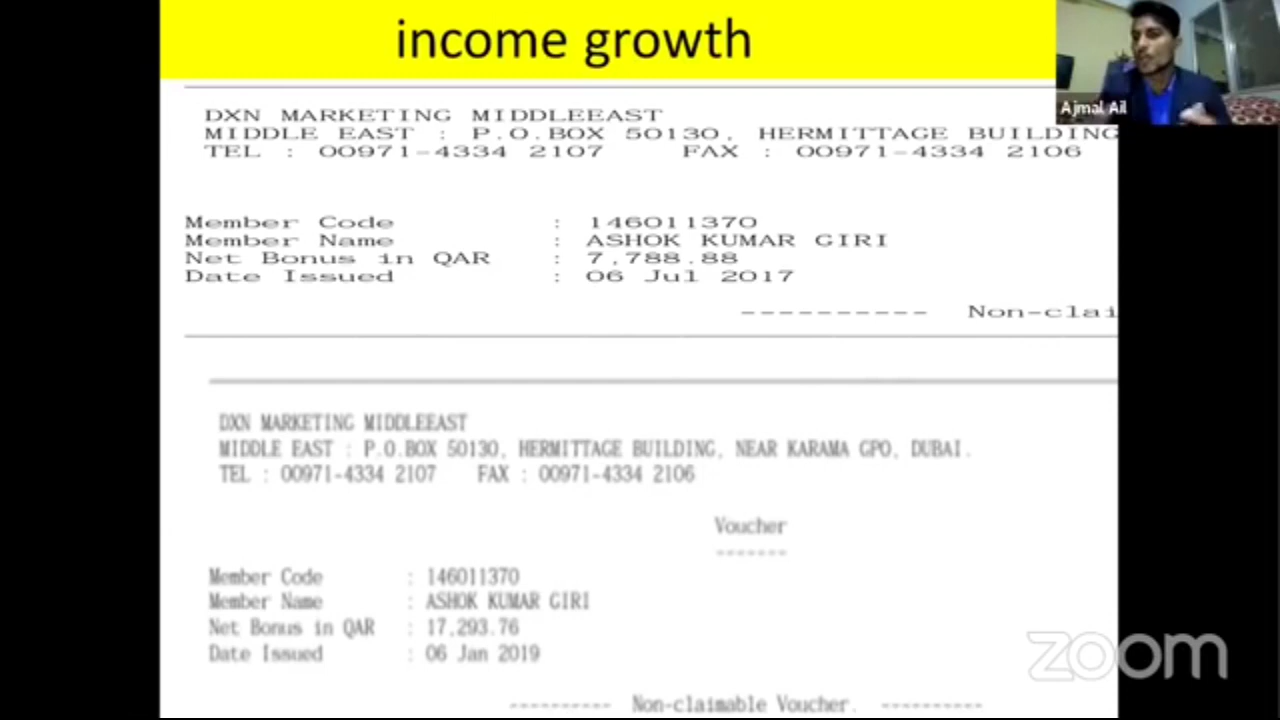 income growth
Ajmal Ail
DXN MARKETING MIDDLEEAST
MIDDLE EAST : P.O.BOX 50130, HERMITTAGE BUILDING
TEL : 00971-4334 2107 FAX : 00971-4334 2106
Member Code : 146011370
Member Name : ASHOK KUMAR GIRI
Net Bonus in QAR : 7,788.88
Date Issued : 06 Jul 2017
---------- Non-clai
DXN MARKETING MIDDLEEAST
MIDDLE EAST : P.O.BOX 50130, HERMITTAGE BUILDING, NEAR KARAMA GPO, DUBAI.
TEL : 00971-4334 2107 FAX : 00971-4334 2106
Voucher
-------
Member Code : 146011370
Member Name : ASHOK KUMAR GIRI
Net Bonus in QAR : 17,293.76
Date Issued : 06 Jan 2019
---------- Non-claimable Voucher. ----------
zoom